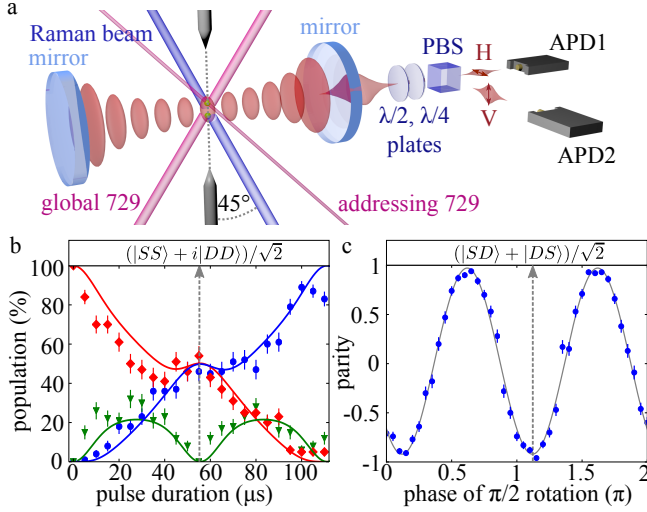 a
Raman beam
mirror
mirror
PBS
H
V
APD1
APD2
λ/2, λ/4
plates
global 729
45°
addressing 729
b
(|SS⟩ + i|DD⟩)/√2
population (%)
100
80
60
40
20
0
0 20 40 60 80 100
pulse duration (μs)
c
(|SD⟩ + |DS⟩)/√2
parity
1
0.5
0
-0.5
-1
0 0.5 1 1.5 2
phase of π/2 rotation (π)